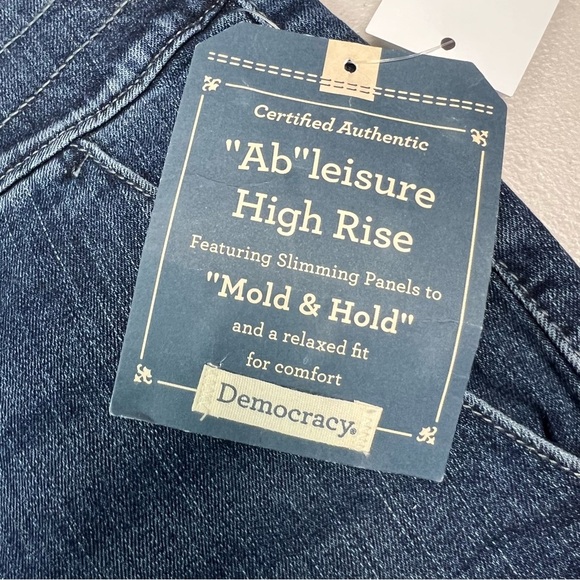 Certified Authentic
"Ab"leisure
High Rise
Featuring Slimming Panels to
"Mold & Hold"
and a relaxed fit
for comfort
Democracy®